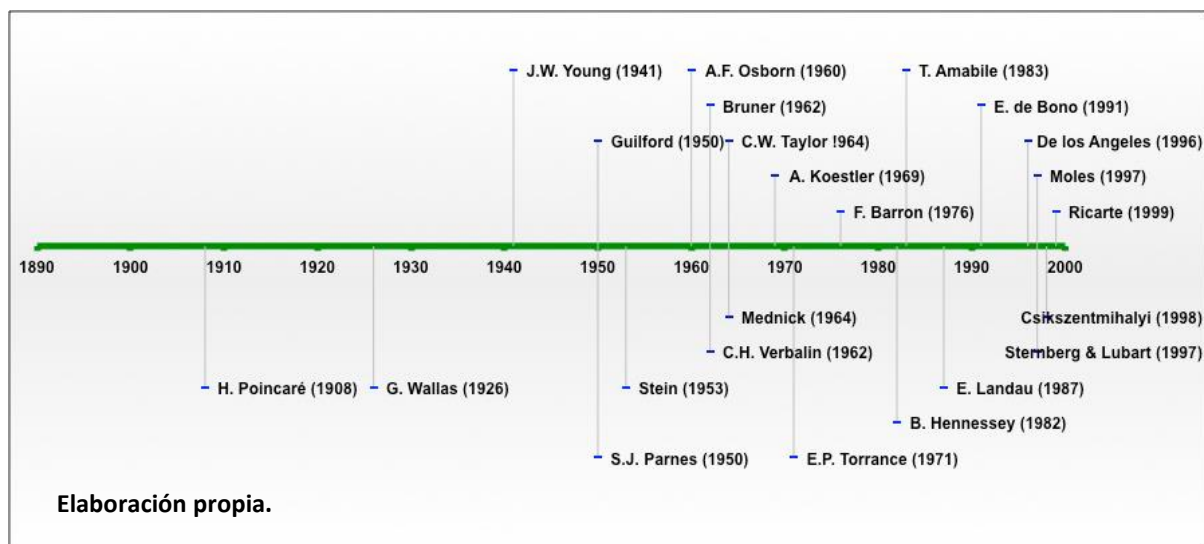 J.W. Young (1941) A.F. Osborn (1960) T. Amabile (1983)
Bruner (1962) E. de Bono (1991)
Guilford (1950) C.W. Taylor !964) De los Angeles (1996)
A. Koestler (1969) Moles (1997)
F. Barron (1976) Ricarte (1999)
1890 1900 1910 1920 1930 1940 1950 1960 1970 1980 1990 2000
Mednick (1964) Csikszentmihalyi (1998)
C.H. Verbalin (1962) Sternberg & Lubart (1997)
H. Poincaré (1908) G. Wallas (1926) Stein (1953) E. Landau (1987)
B. Hennessey (1982)
S.J. Parnes (1950) E.P. Torrance (1971)
Elaboración propia.